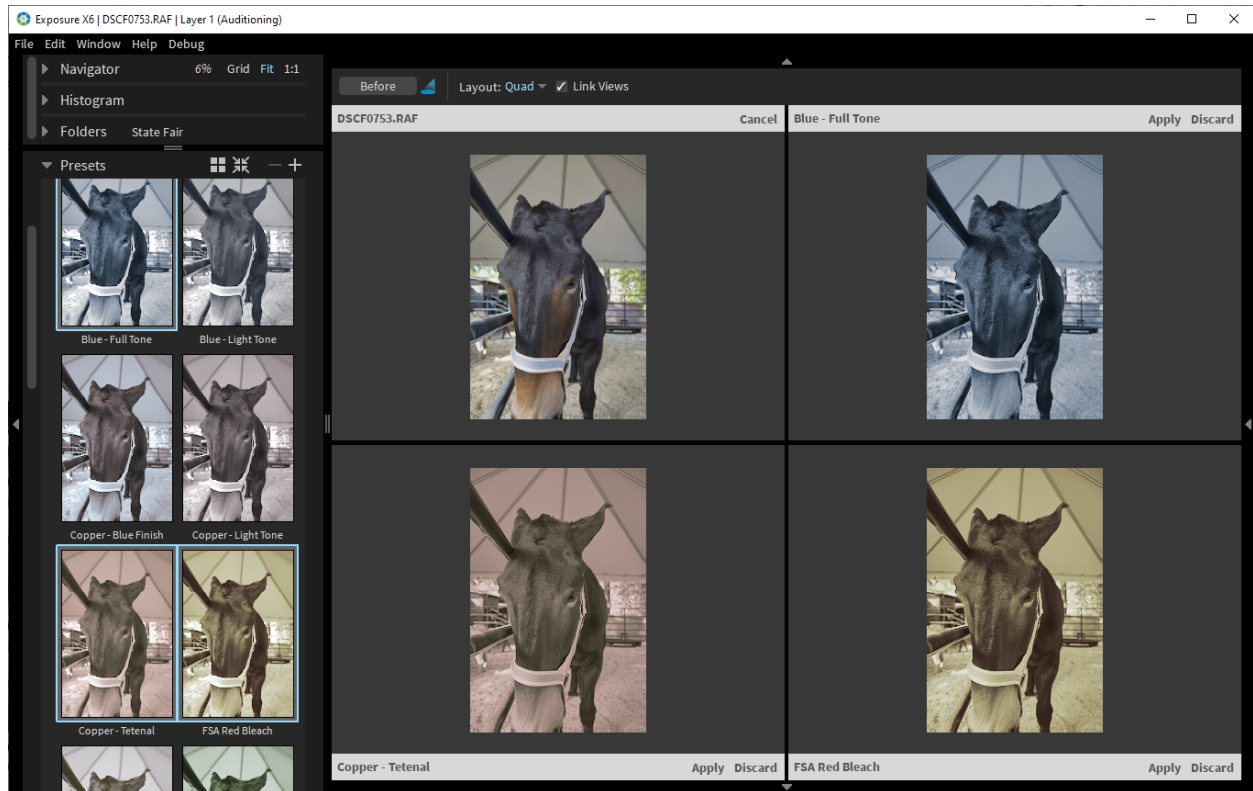 Exposure X6 | DSCF0753.RAF | Layer 1 (Auditioning)
File Edit Window Help Debug
Navigator 6% Grid Fit 1:1
Histogram
Folders State Fair
Presets
Blue - Full Tone Blue - Light Tone
Copper - Blue Finish Copper - Light Tone
Copper - Tetenal FSA Red Bleach
Before Layout: Quad Link Views
DSCF0753.RAF Cancel Blue - Full Tone Apply Discard
Copper - Tetenal Apply Discard FSA Red Bleach Apply Discard